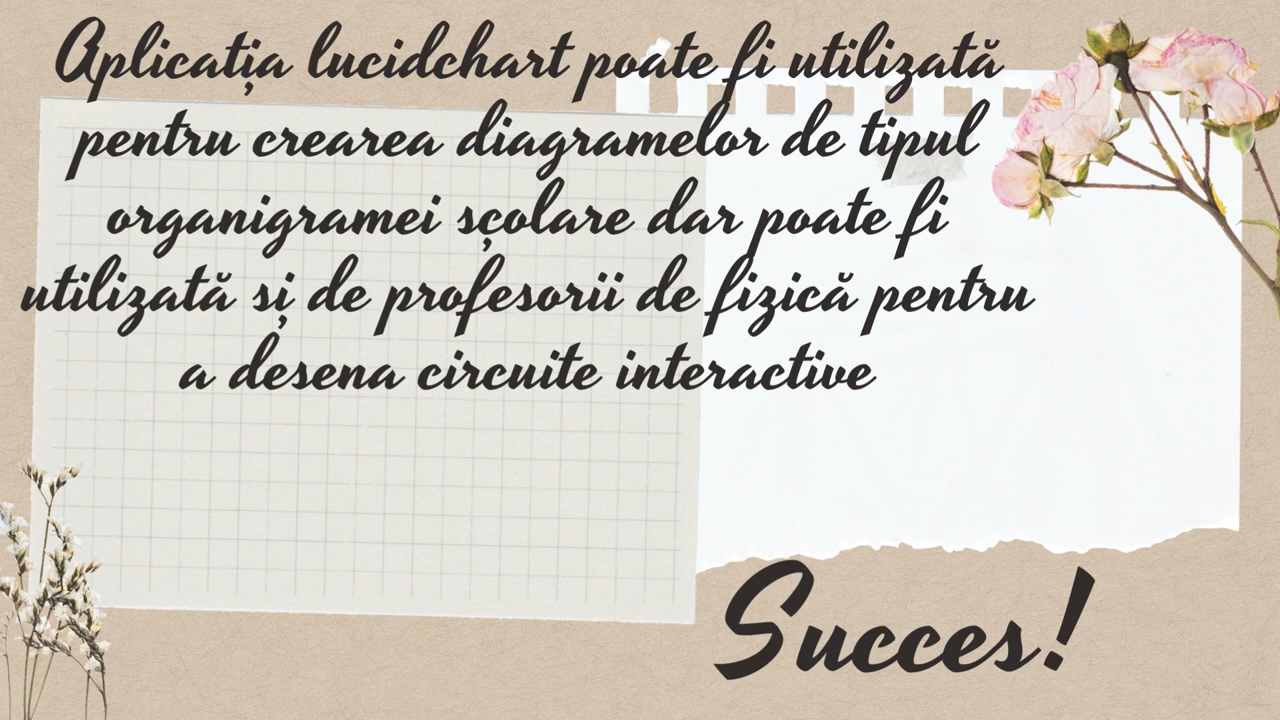 Aplicația lucidchart poate fi utilizată
pentru crearea diagramelor de tipul
organigramei școlare dar poate fi
utilizată și de profesorii de fizică pentru
a desena circuite interactive
Succes!